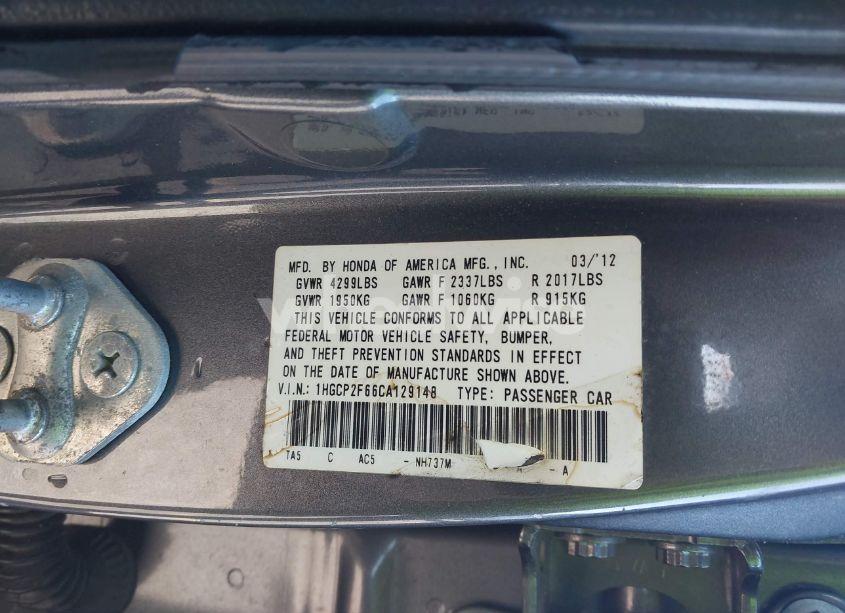 MFD. BY HONDA OF AMERICA MFG., INC. 03/'12
GVWR 4299LBS GAWR F 2337LBS R 2017LBS
GVWR 1950KG GAWR F 1060KG R 915KG
THIS VEHICLE CONFORMS TO ALL APPLICABLE
FEDERAL MOTOR VEHICLE SAFETY, BUMPER,
AND THEFT PREVENTION STANDARDS IN EFFECT
ON THE DATE OF MANUFACTURE SHOWN ABOVE.
V.I.N.: 1HGCP2F66CA129148 TYPE: PASSENGER CAR
TA5 C AC5 - NH737M - A